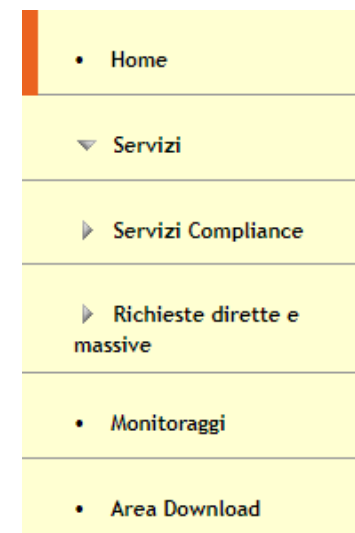 • Home
Servizi
Servizi Compliance
Richieste dirette e
massive
• Monitoraggi
• Area Download